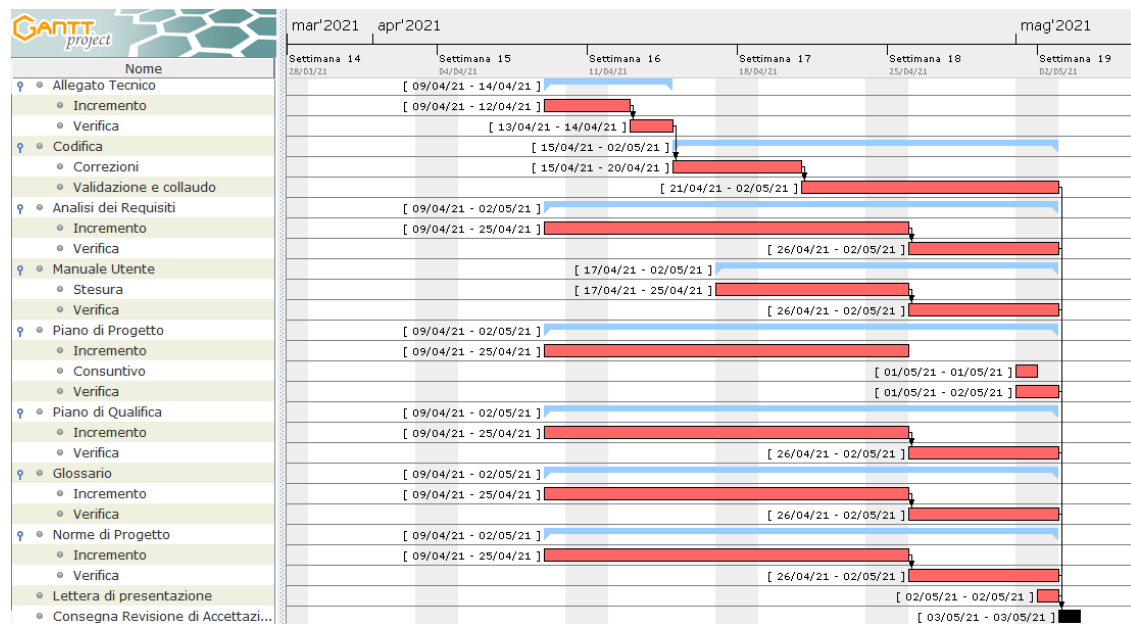 GANTT
project
mar'2021 apr'2021 mag'2021
Settimana 14 Settimana 15 Settimana 16 Settimana 17 Settimana 18 Settimana 19
28/03/21 04/04/21 11/04/21 18/04/21 25/04/21 02/05/21
Nome
Allegato Tecnico [ 09/04/21 - 14/04/21 ]
Incremento [ 09/04/21 - 12/04/21 ]
Verifica [ 13/04/21 - 14/04/21 ]
Codifica [ 15/04/21 - 02/05/21 ]
Correzioni [ 15/04/21 - 20/04/21 ]
Validazione e collaudo [ 21/04/21 - 02/05/21 ]
Analisi dei Requisiti [ 09/04/21 - 02/05/21 ]
Incremento [ 09/04/21 - 25/04/21 ]
Verifica [ 26/04/21 - 02/05/21 ]
Manuale Utente [ 17/04/21 - 02/05/21 ]
Stesura [ 17/04/21 - 25/04/21 ]
Verifica [ 26/04/21 - 02/05/21 ]
Piano di Progetto [ 09/04/21 - 02/05/21 ]
Incremento [ 09/04/21 - 25/04/21 ]
Consuntivo [ 01/05/21 - 01/05/21 ]
Verifica [ 01/05/21 - 02/05/21 ]
Piano di Qualifica [ 09/04/21 - 02/05/21 ]
Incremento [ 09/04/21 - 25/04/21 ]
Verifica [ 26/04/21 - 02/05/21 ]
Glossario [ 09/04/21 - 02/05/21 ]
Incremento [ 09/04/21 - 25/04/21 ]
Verifica [ 26/04/21 - 02/05/21 ]
Norme di Progetto [ 09/04/21 - 02/05/21 ]
Incremento [ 09/04/21 - 25/04/21 ]
Verifica [ 26/04/21 - 02/05/21 ]
Lettera di presentazione [ 02/05/21 - 02/05/21 ]
Consegna Revisione di Accettazi... [ 03/05/21 - 03/05/21 ]